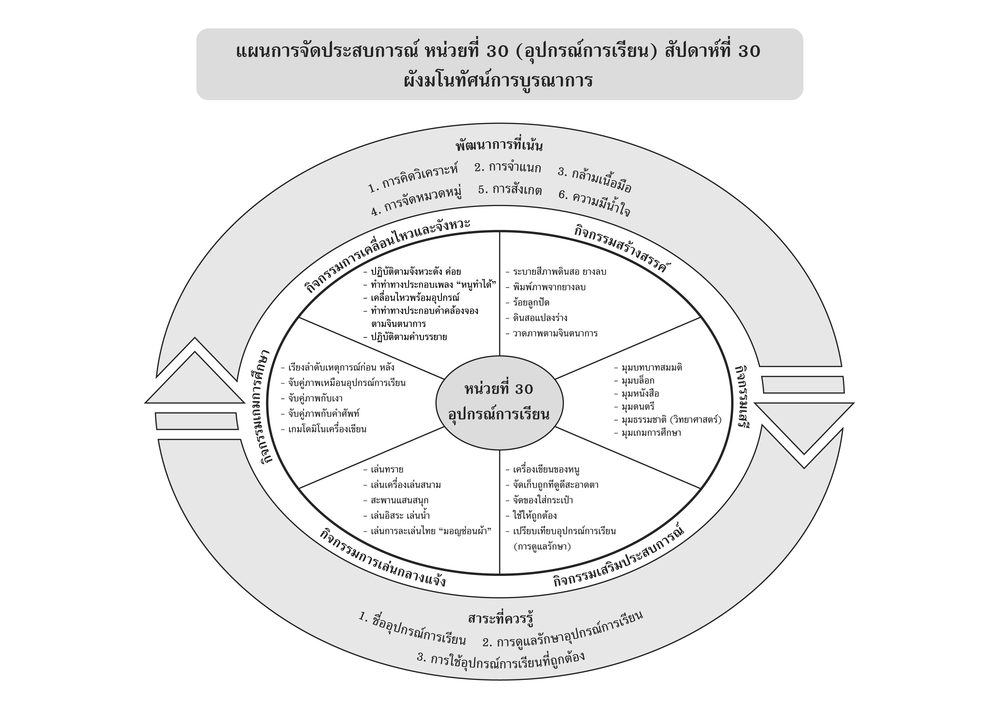 แผนการจัดประสบการณ์ หน่วยที่ 30 (อุปกรณ์การเรียน) สัปดาห์ที่ 30
ผังมโนทัศน์การบูรณาการ
พัฒนาการที่เน้น
1. การคิดวิเคราะห์ 2. การจำแนก 3. กล้ามเนื้อมือ
4. การจัดหมวดหมู่ 5. การสังเกต 6. ความมีน้ำใจ
กิจกรรมการเคลื่อนไหวและจังหวะ
- ปฏิบัติตามจังหวะดัง ค่อย
- ทำท่าทางประกอบเพลง “หนูทำได้”
- เคลื่อนไหวพร้อมอุปกรณ์
- ทำท่าทางประกอบคำคล้องจอง
ตามจินตนาการ
- ปฏิบัติตามคำบรรยาย
กิจกรรมสร้างสรรค์
- ระบายสีภาพดินสอ ยางลบ
- พิมพ์ภาพจากยางลบ
- ร้อยลูกปัด
- ดินสอแปลงร่าง
- วาดภาพตามจินตนาการ
กิจกรรมเกมการศึกษา
- เรียงลำดับเหตุการณ์ก่อน หลัง
- จับคู่ภาพเหมือนอุปกรณ์การเรียน
- จับคู่ภาพกับเงา
- จับคู่ภาพกับคำศัพท์
- เกมโดมิโนเครื่องเขียน
หน่วยที่ 30
อุปกรณ์การเรียน
กิจกรรมเสรี
- มุมบทบาทสมมติ
- มุมบล็อก
- มุมหนังสือ
- มุมดนตรี
- มุมธรรมชาติ (วิทยาศาสตร์)
- มุมเกมการศึกษา
กิจกรรมการเล่นกลางแจ้ง
- เล่นทราย
- เล่นเครื่องเล่นสนาม
- สะพานแสนสนุก
- เล่นอิสระ เล่นน้ำ
- เล่นการละเล่นไทย “มอญซ่อนผ้า”
กิจกรรมเสริมประสบการณ์
- เครื่องเขียนของหนู
- จัดเก็บถูกทีดูดีสะอาดตา
- จัดของใส่กระเป๋า
- ใช้ให้ถูกต้อง
- เปรียบเทียบอุปกรณ์การเรียน
(การดูแลรักษา)
สาระที่ควรรู้
1. ชื่ออุปกรณ์การเรียน 2. การดูแลรักษาอุปกรณ์การเรียน
3. การใช้อุปกรณ์การเรียนที่ถูกต้อง